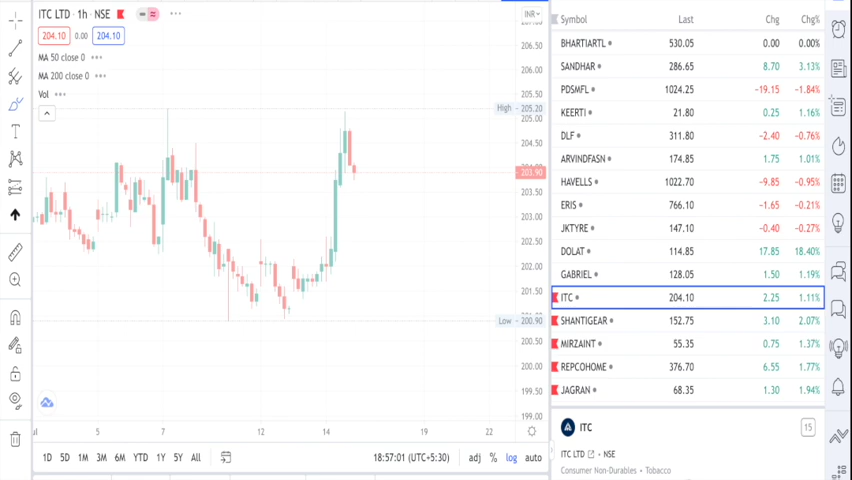 ITC LTD · 1h · NSE
204.10 0.00 204.10
MA 50 close 0
MA 200 close 0
Vol
INR
206.50
206.00
205.50
High 205.20
205.00
204.50
203.90
203.50
203.00
202.50
202.00
201.50
Low 200.90
200.50
200.00
199.50
199.00
5 7 12 14 19 22
1D 5D 1M 3M 6M YTD 1Y 5Y All
18:57:01 (UTC+5:30) adj % log auto
Symbol Last Chg Chg%
BHARTIARTL 530.05 0.00 0.00%
SANDHAR 286.65 8.70 3.13%
PDSMFL 1024.25 −19.15 −1.84%
KEERTI 21.80 0.25 1.16%
DLF 311.80 −2.40 −0.76%
ARVINDFASN 174.85 1.75 1.01%
HAVELLS 1022.70 −9.85 −0.95%
ERIS 766.10 −1.65 −0.21%
JKTYRE 147.10 −0.40 −0.27%
DOLAT 114.85 17.85 18.40%
GABRIEL 128.05 1.50 1.19%
ITC 204.10 2.25 1.11%
SHANTIGEAR 152.75 3.10 2.07%
MIRZAINT 55.35 0.75 1.37%
REPCOHOME 376.70 6.55 1.77%
JAGRAN 68.35 1.30 1.94%
ITC 15
ITC LTD · NSE
Consumer Non-Durables • Tobacco